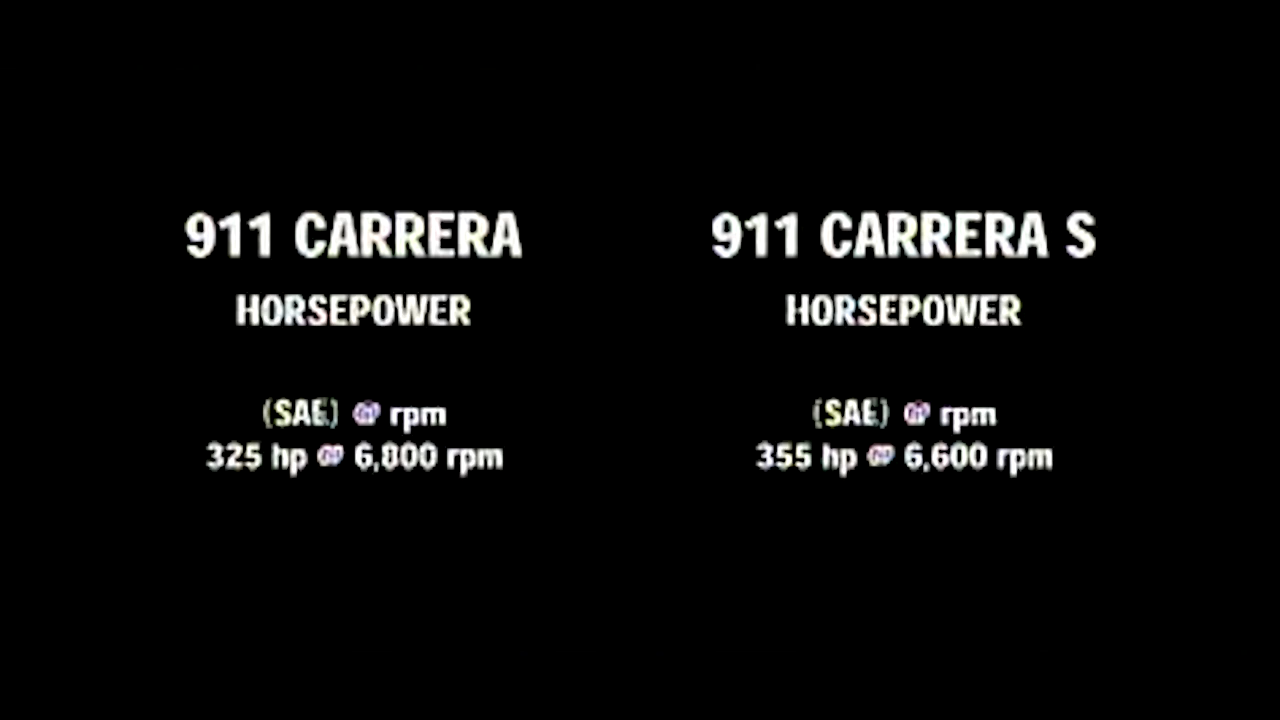 911 CARRERA
HORSEPOWER
(SAE) @ rpm
325 hp @ 6,800 rpm
911 CARRERA S
HORSEPOWER
(SAE) @ rpm
355 hp @ 6,600 rpm